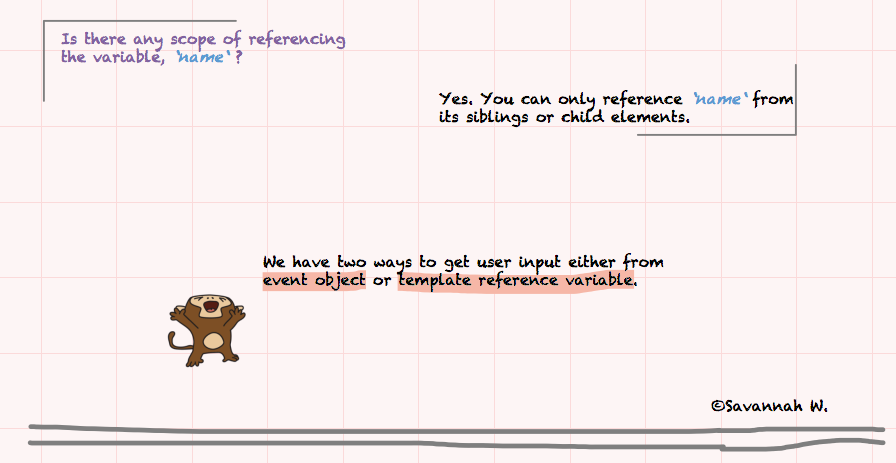 Is there any scope of referencing
the variable, `name` ?
Yes. You can only reference `name` from
its siblings or child elements.
We have two ways to get user input either from
event object or template reference variable.
©Savannah W.